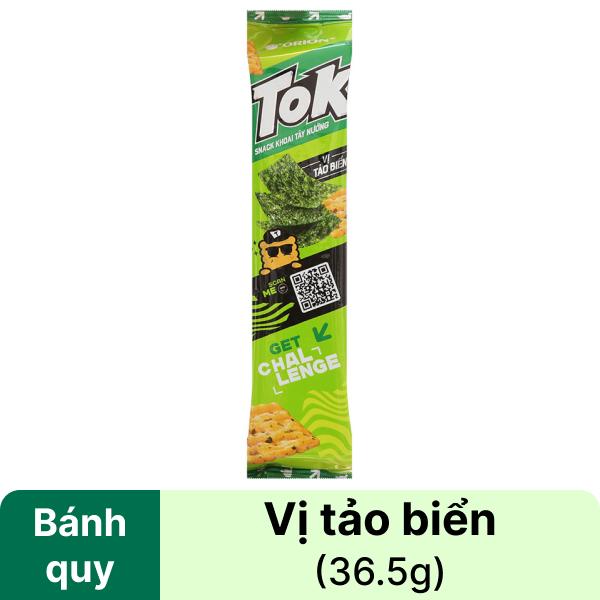 ORION
ToK
SNACK KHOAI TÂY NƯỚNG
VỊ
TẢO BIỂN
SCAN
ME
GET
CHAL
LENGE
Bánh
quy
Vị tảo biển
(36.5g)